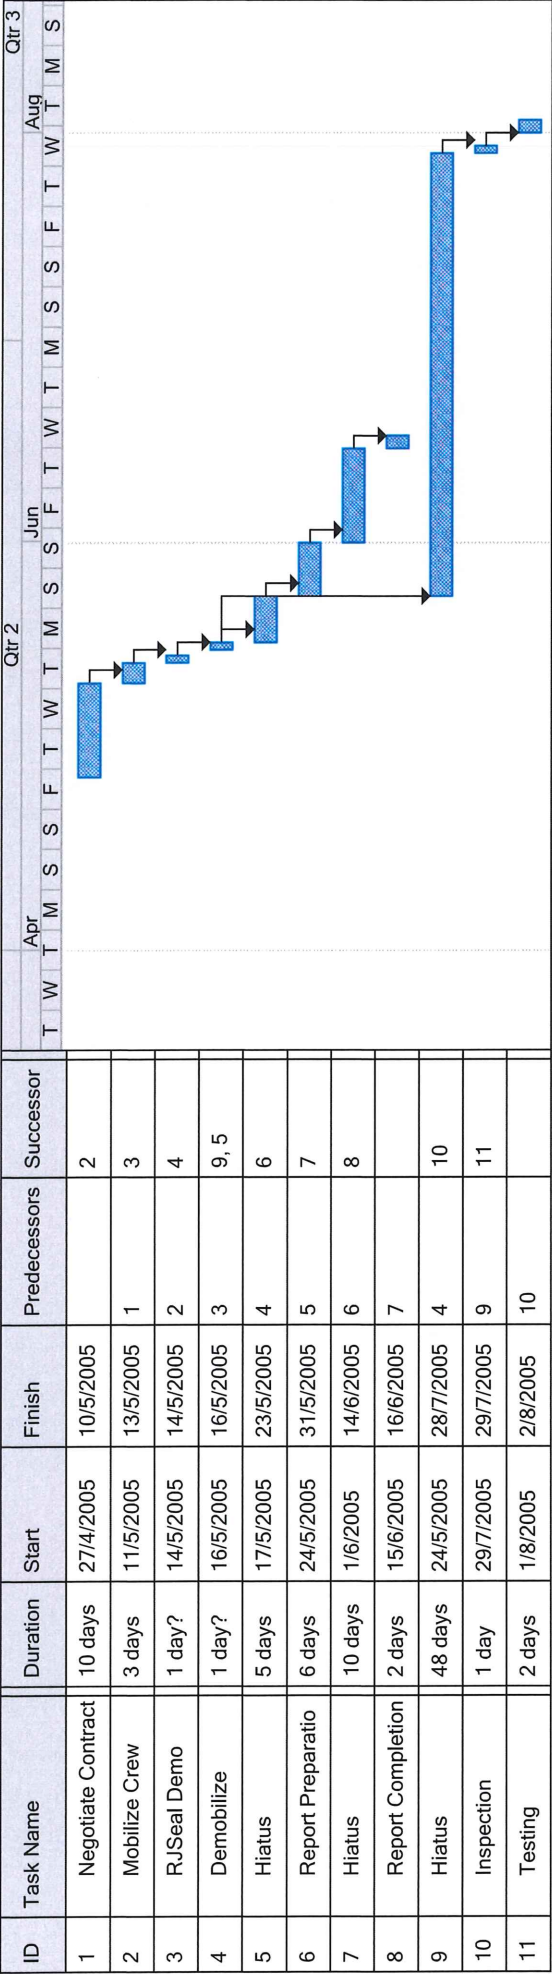 ID Task Name Duration Start Finish Predecessors Successor Qtr 2 Qtr 3
Apr Jun Aug
T W T M S S F T W T M S S F T W T M S S F T W T M S
1 Negotiate Contract 10 days 27/4/2005 10/5/2005 2
2 Mobilize Crew 3 days 11/5/2005 13/5/2005 1 3
3 RJSeal Demo 1 day? 14/5/2005 14/5/2005 2 4
4 Demobilize 1 day? 16/5/2005 16/5/2005 3 9, 5
5 Hiatus 5 days 17/5/2005 23/5/2005 4 6
6 Report Preparatio 6 days 24/5/2005 31/5/2005 5 7
7 Hiatus 10 days 1/6/2005 14/6/2005 6 8
8 Report Completion 2 days 15/6/2005 16/6/2005 7
9 Hiatus 48 days 24/5/2005 28/7/2005 4 10
10 Inspection 1 day 29/7/2005 29/7/2005 9 11
11 Testing 2 days 1/8/2005 2/8/2005 10